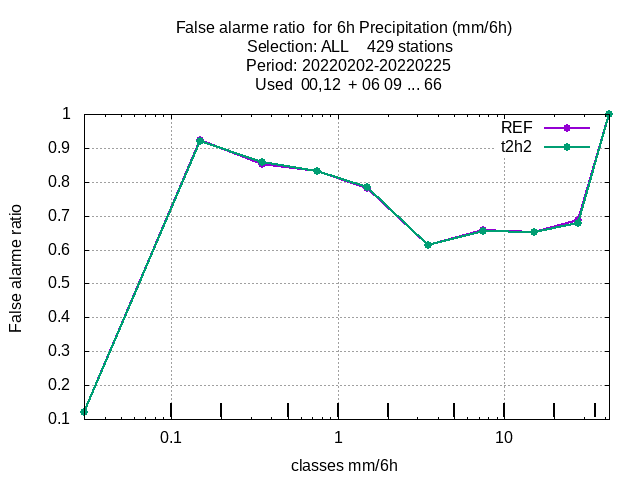 False alarme ratio  for 6h Precipitation (mm/6h)
Selection: ALL    429 stations
Period: 20220202-20220225
Used  00,12  + 06 09 ... 66
REF
t2h2
1
0.9
0.8
0.7
0.6
0.5
0.4
0.3
0.2
0.1
False alarme ratio
0.1
1
10
classes mm/6h